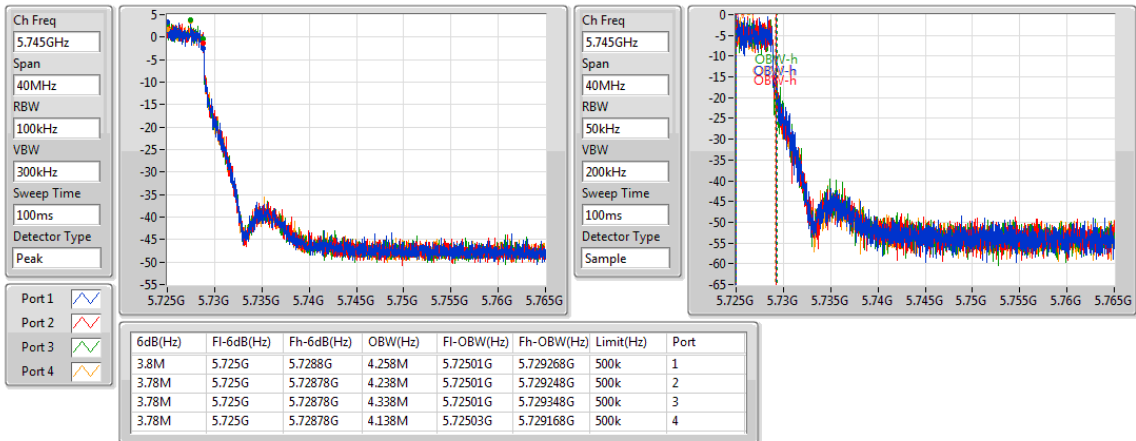 Ch Freq
5.745GHz
Span
40MHz
RBW
100kHz
VBW
300kHz
Sweep Time
100ms
Detector Type
Peak
5
0
-5
-10
-15
-20
-25
-30
-35
-40
-45
-50
-55
5.725G 5.73G 5.735G 5.74G 5.745G 5.75G 5.755G 5.76G 5.765G
Ch Freq
5.745GHz
Span
40MHz
RBW
50kHz
VBW
200kHz
Sweep Time
100ms
Detector Type
Sample
0
-5
-10
-15
-20
-25
-30
-35
-40
-45
-50
-55
-60
-65
OBW-h
OBW-h
OBW-h
5.725G 5.73G 5.735G 5.74G 5.745G 5.75G 5.755G 5.76G 5.765G
Port 1
Port 2
Port 3
Port 4
6dB(Hz) Fl-6dB(Hz) Fh-6dB(Hz) OBW(Hz) Fl-OBW(Hz) Fh-OBW(Hz) Limit(Hz) Port
3.8M 5.725G 5.7288G 4.258M 5.72501G 5.729268G 500k 1
3.78M 5.725G 5.72878G 4.238M 5.72501G 5.729248G 500k 2
3.78M 5.725G 5.72878G 4.338M 5.72501G 5.729348G 500k 3
3.78M 5.725G 5.72878G 4.138M 5.72503G 5.729168G 500k 4